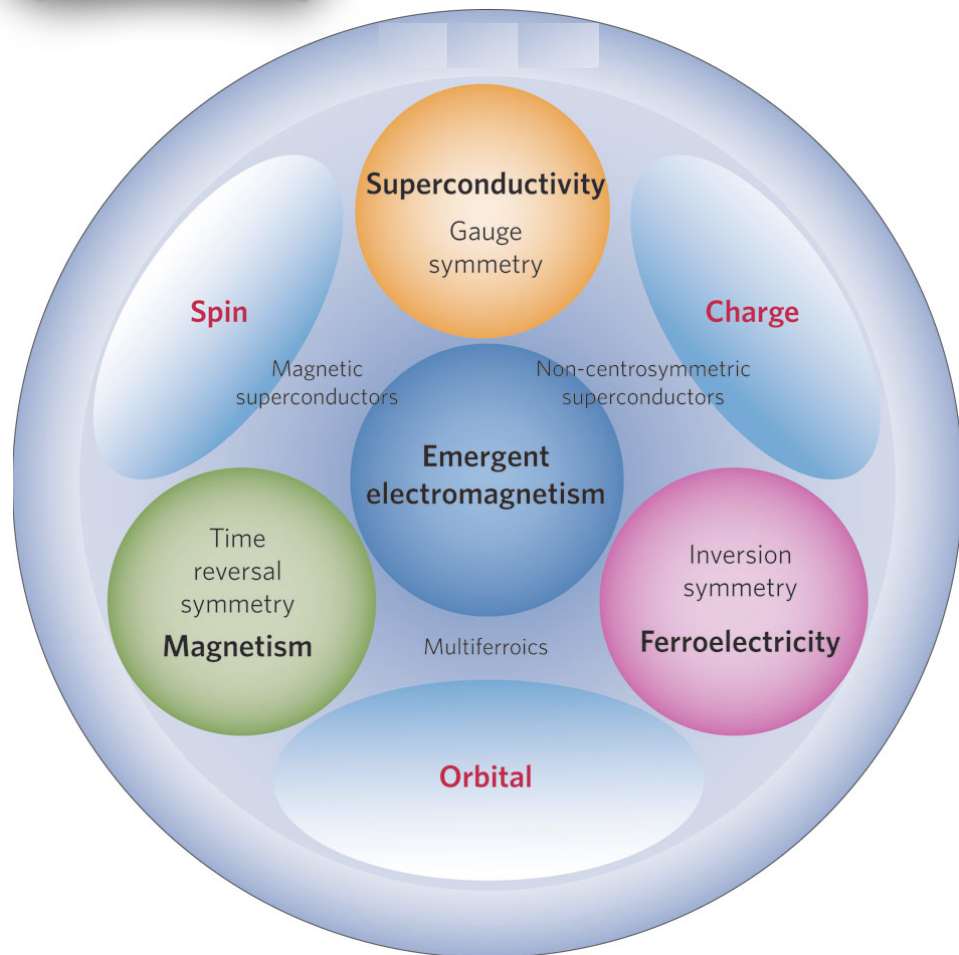 Superconductivity
Gauge
symmetry
Spin
Charge
Magnetic
superconductors
Non-centrosymmetric
superconductors
Emergent
electromagnetism
Time
reversal
symmetry
Magnetism
Inversion
symmetry
Ferroelectricity
Multiferroics
Orbital